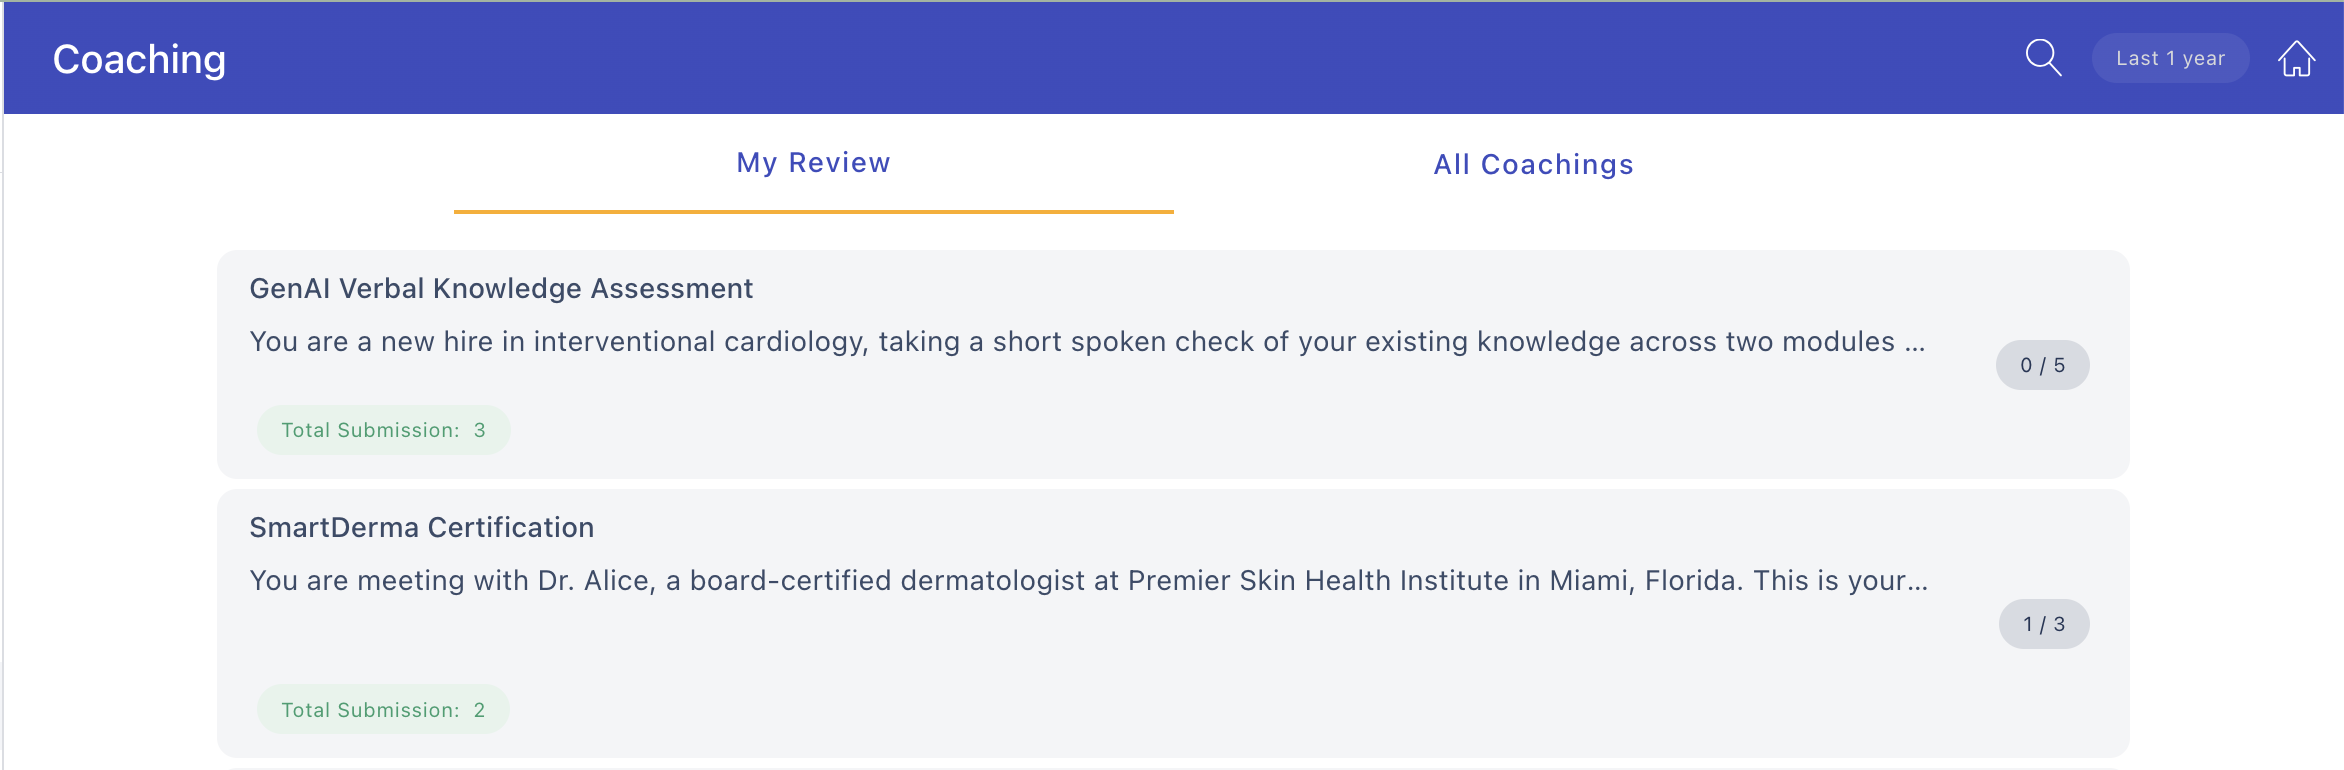 Coaching
Last 1 year
My Review
All Coachings
GenAI Verbal Knowledge Assessment
You are a new hire in interventional cardiology, taking a short spoken check of your existing knowledge across two modules ...
0 / 5
Total Submission: 3
SmartDerma Certification
You are meeting with Dr. Alice, a board-certified dermatologist at Premier Skin Health Institute in Miami, Florida. This is your...
1 / 3
Total Submission: 2